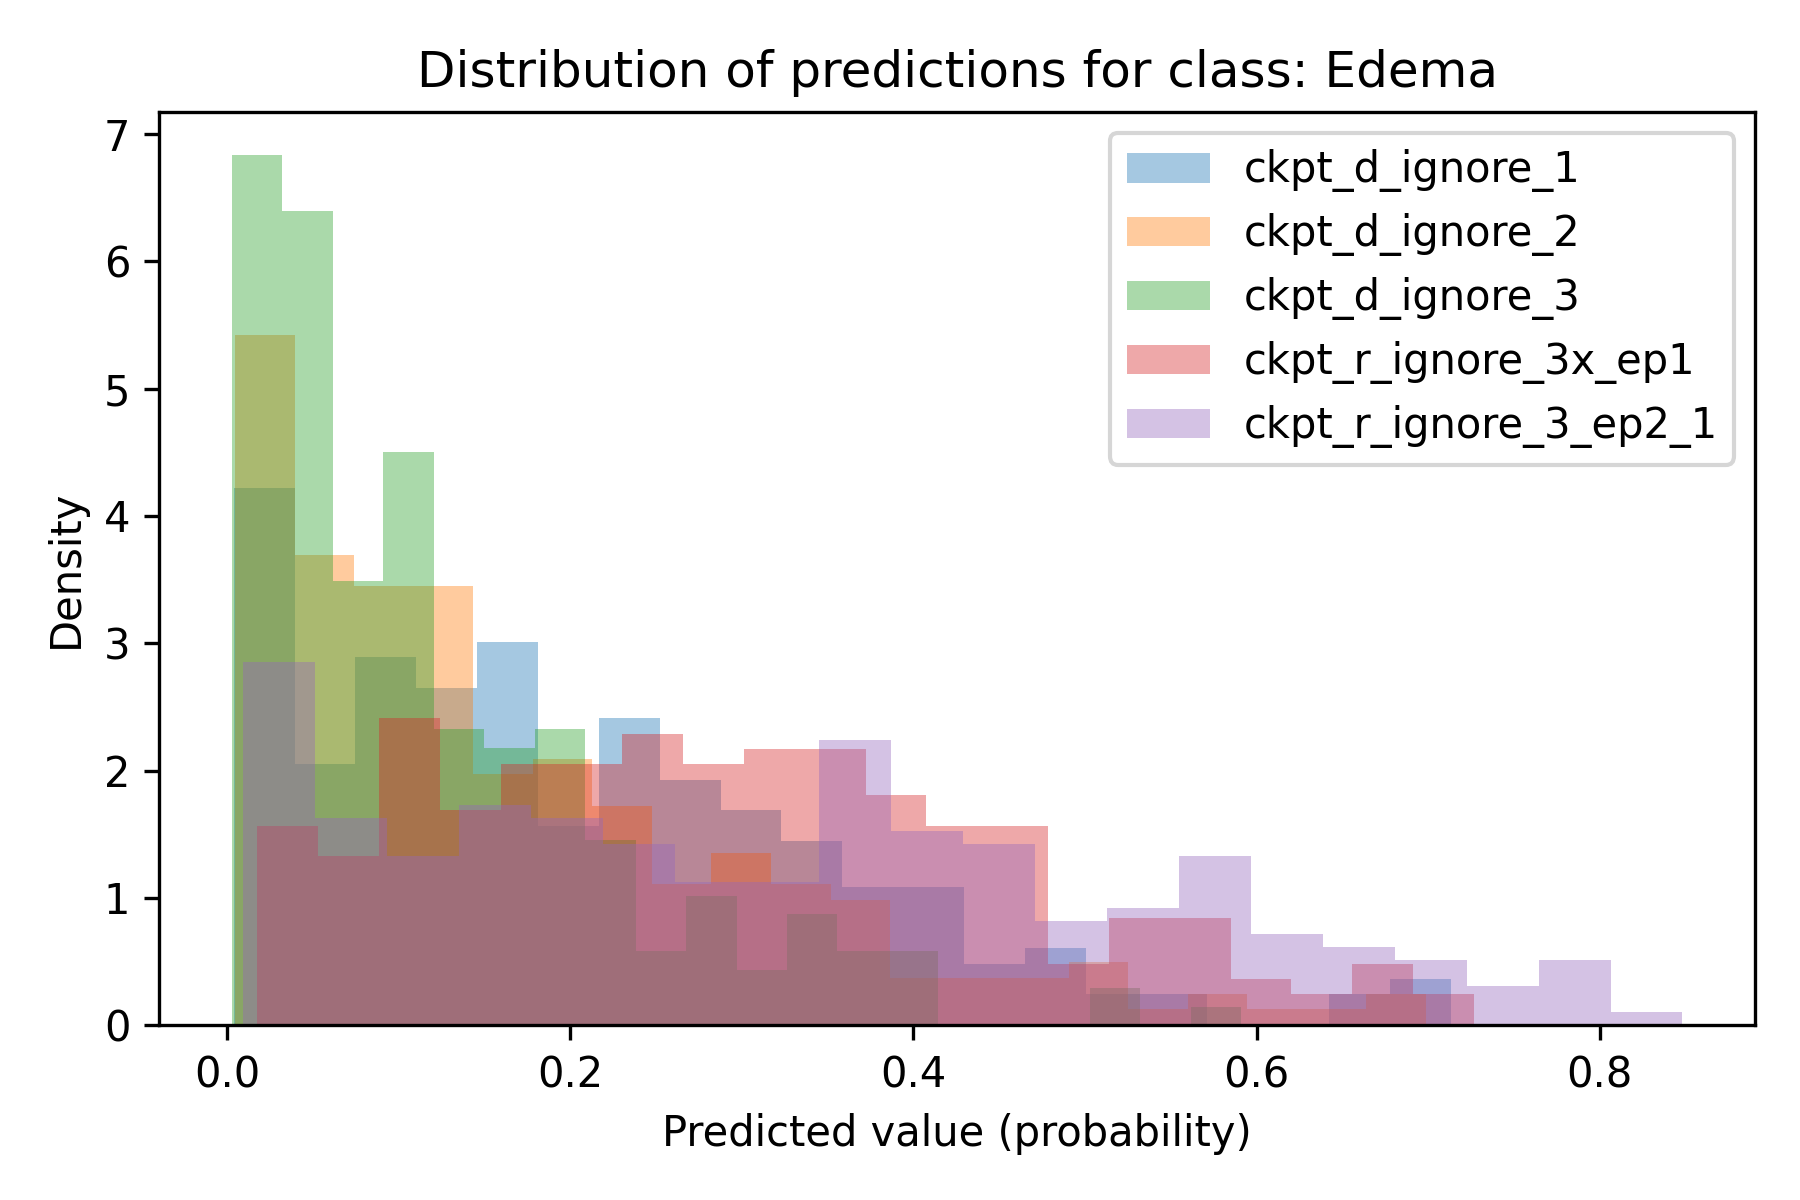 Distribution of predictions for class: Edema
7
6
5
4
3
2
1
0
Density
ckpt_d_ignore_1
ckpt_d_ignore_2
ckpt_d_ignore_3
ckpt_r_ignore_3x_ep1
ckpt_r_ignore_3_ep2_1
0.0 0.2 0.4 0.6 0.8
Predicted value (probability)